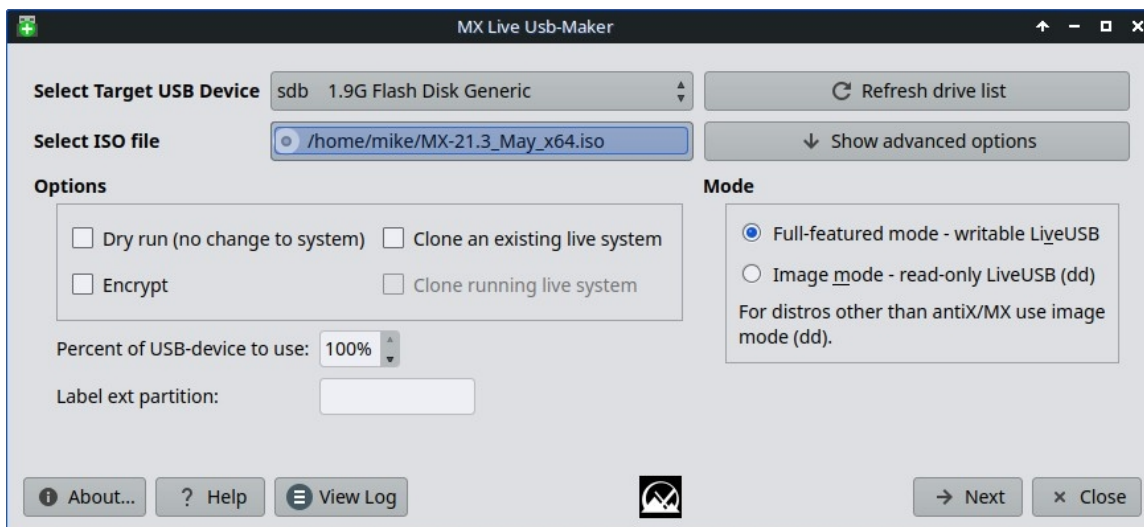 MX Live Usb-Maker
Select Target USB Device sdb 1.9G Flash Disk Generic Refresh drive list
Select ISO file /home/mike/MX-21.3_May_x64.iso Show advanced options
Options Mode
Dry run (no change to system) Clone an existing live system
Encrypt Clone running live system
Full-featured mode - writable LiveUSB
Image mode - read-only LiveUSB (dd)
For distros other than antiX/MX use image
mode (dd).
Percent of USB-device to use: 100%
Label ext partition:
About... ? Help View Log Next Close